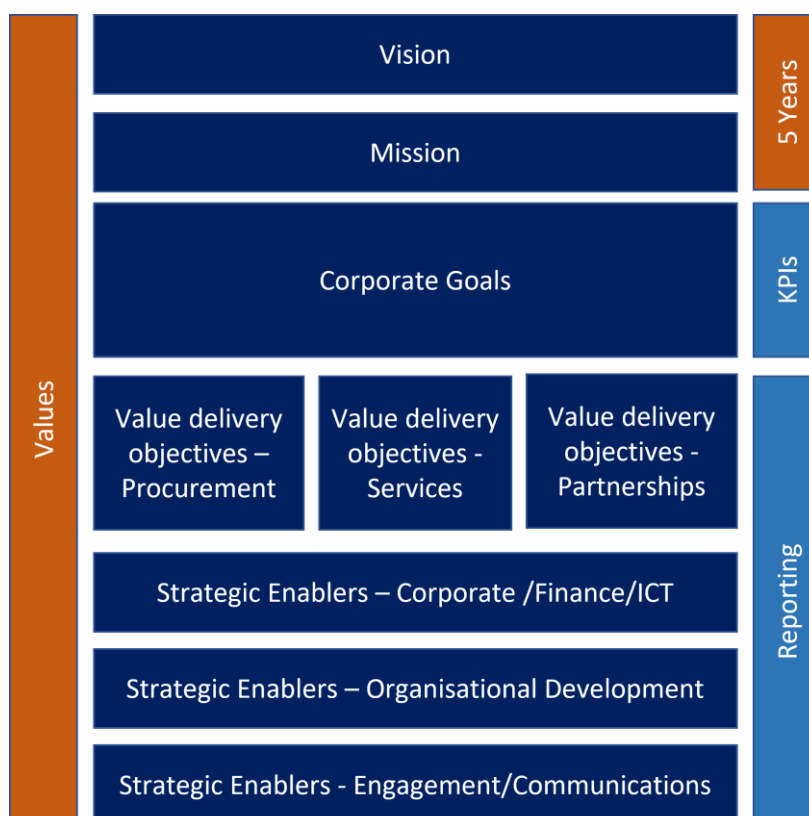 Values
Vision
Mission
5 Years
Corporate Goals
KPIs
Value delivery
objectives –
Procurement
Value delivery
objectives -
Services
Value delivery
objectives -
Partnerships
Strategic Enablers – Corporate /Finance/ICT
Strategic Enablers – Organisational Development
Strategic Enablers - Engagement/Communications
Reporting